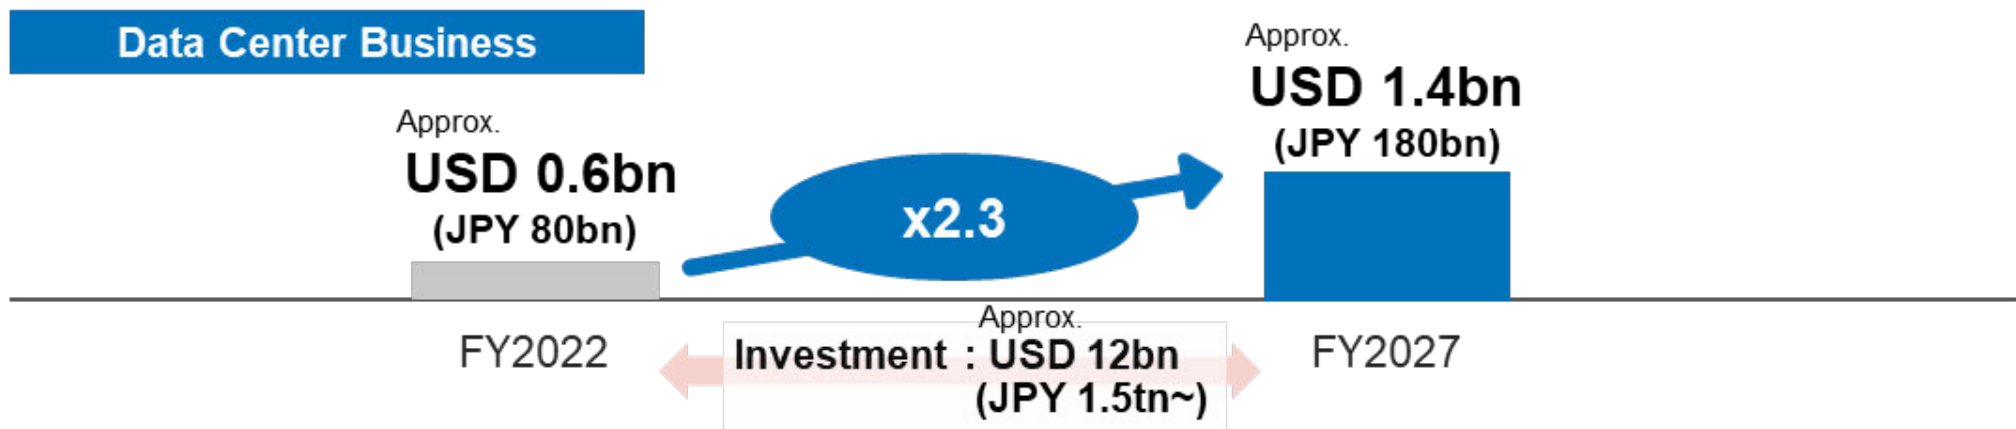 Data Center Business
Approx.
USD 0.6bn
(JPY 80bn)
x2.3
Approx.
USD 1.4bn
(JPY 180bn)
FY2022
Approx.
Investment : USD 12bn
(JPY 1.5tn~)
FY2027